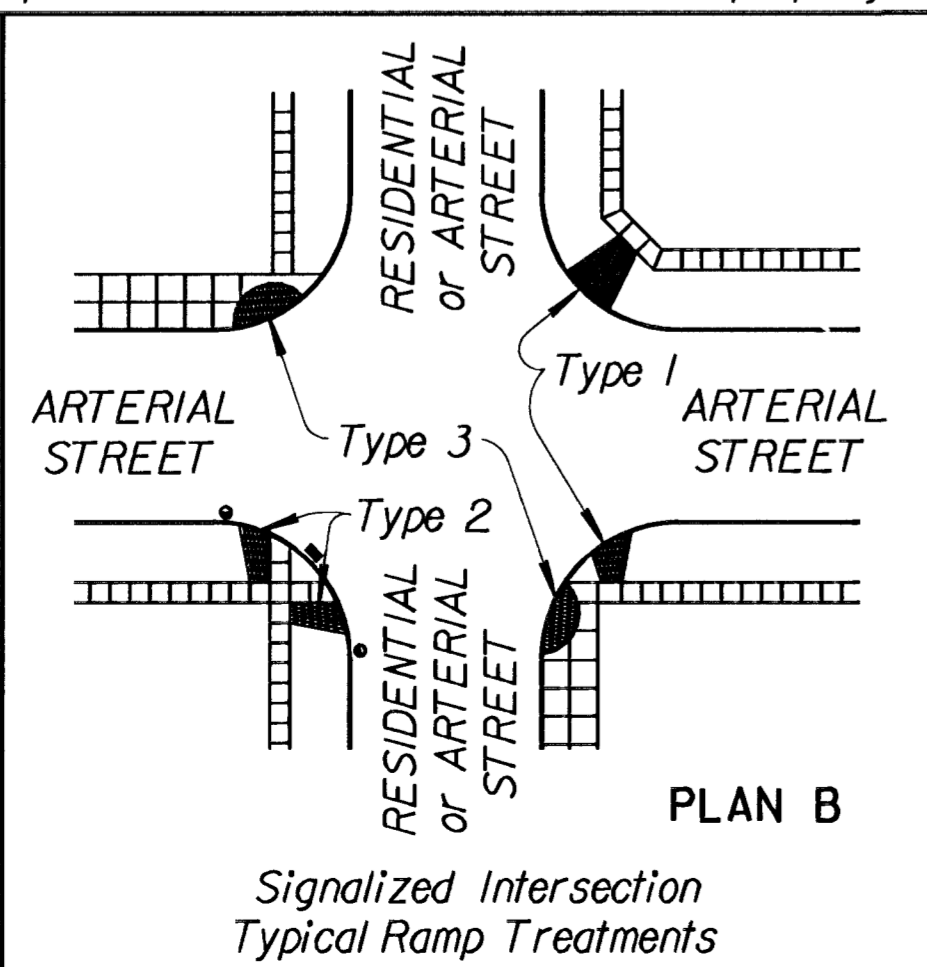 RESIDENTIAL
or ARTERIAL
STREET
Type 1
ARTERIAL
STREET
ARTERIAL
STREET
Type 3
Type 2
RESIDENTIAL
or ARTERIAL
STREET
PLAN B
Signalized Intersection
Typical Ramp Treatments